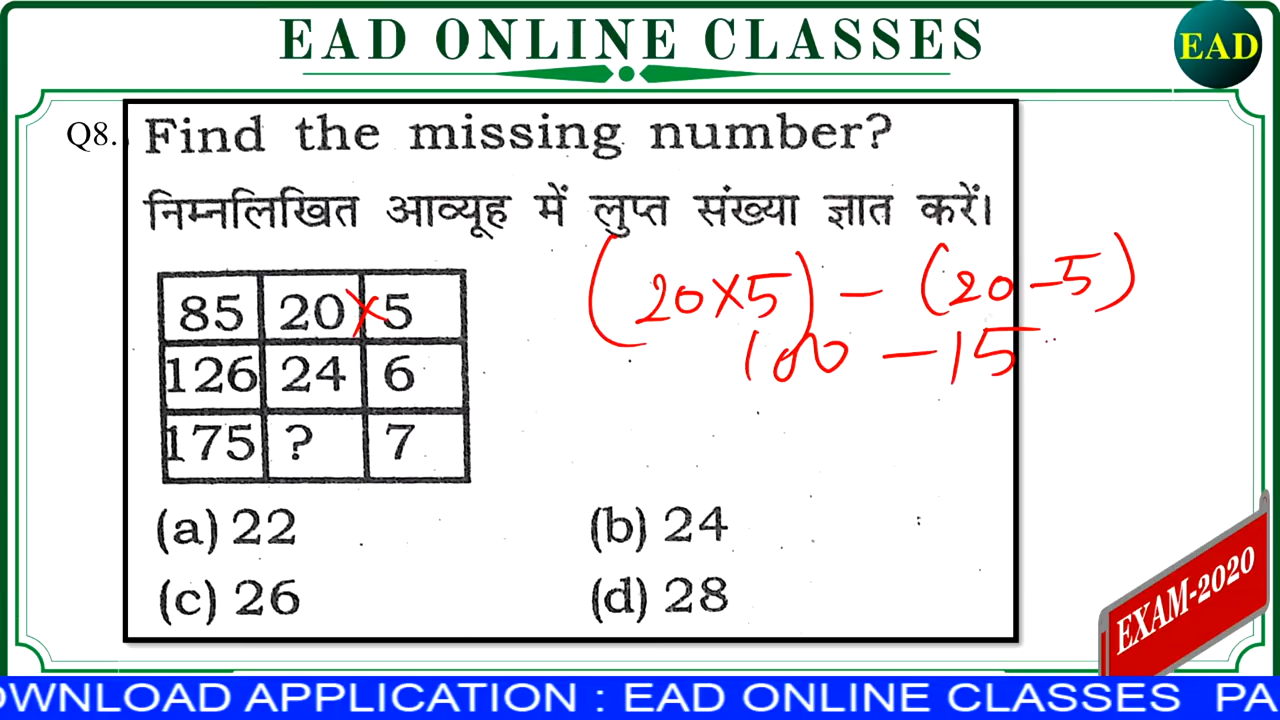 EAD ONLINE CLASSES
EAD
Q8. Find the missing number?
निम्नलिखित आव्यूह में लुप्त संख्या ज्ञात करें।
85 20 × 5
126 24 6
175 ? 7
(20×5) – (20–5)
100 – 15
(a) 22 (b) 24
(c) 26 (d) 28
EXAM-2020
OWNLOAD APPLICATION : EAD ONLINE CLASSES PA